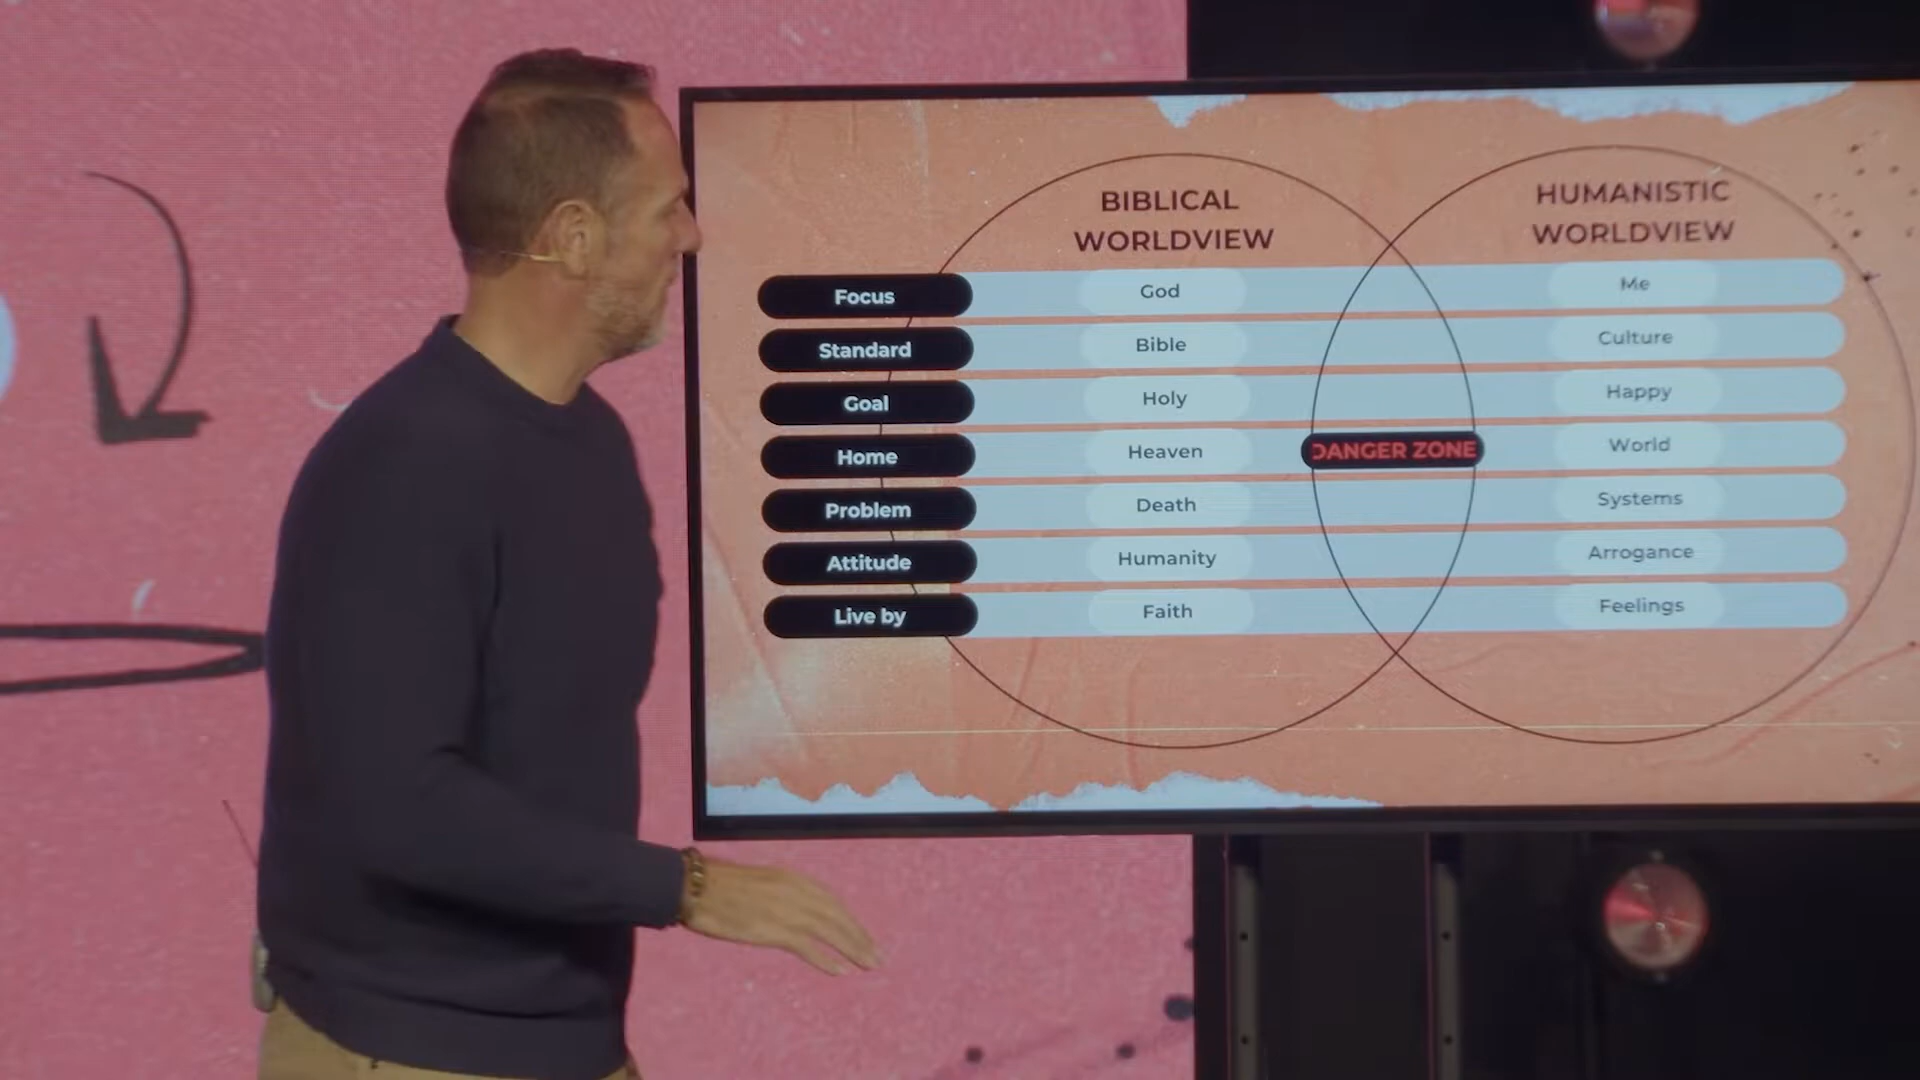 BIBLICAL
WORLDVIEW
HUMANISTIC
WORLDVIEW
Focus God Me
Standard Bible Culture
Goal Holy Happy
Home Heaven DANGER ZONE World
Problem Death Systems
Attitude Humanity Arrogance
Live by Faith Feelings